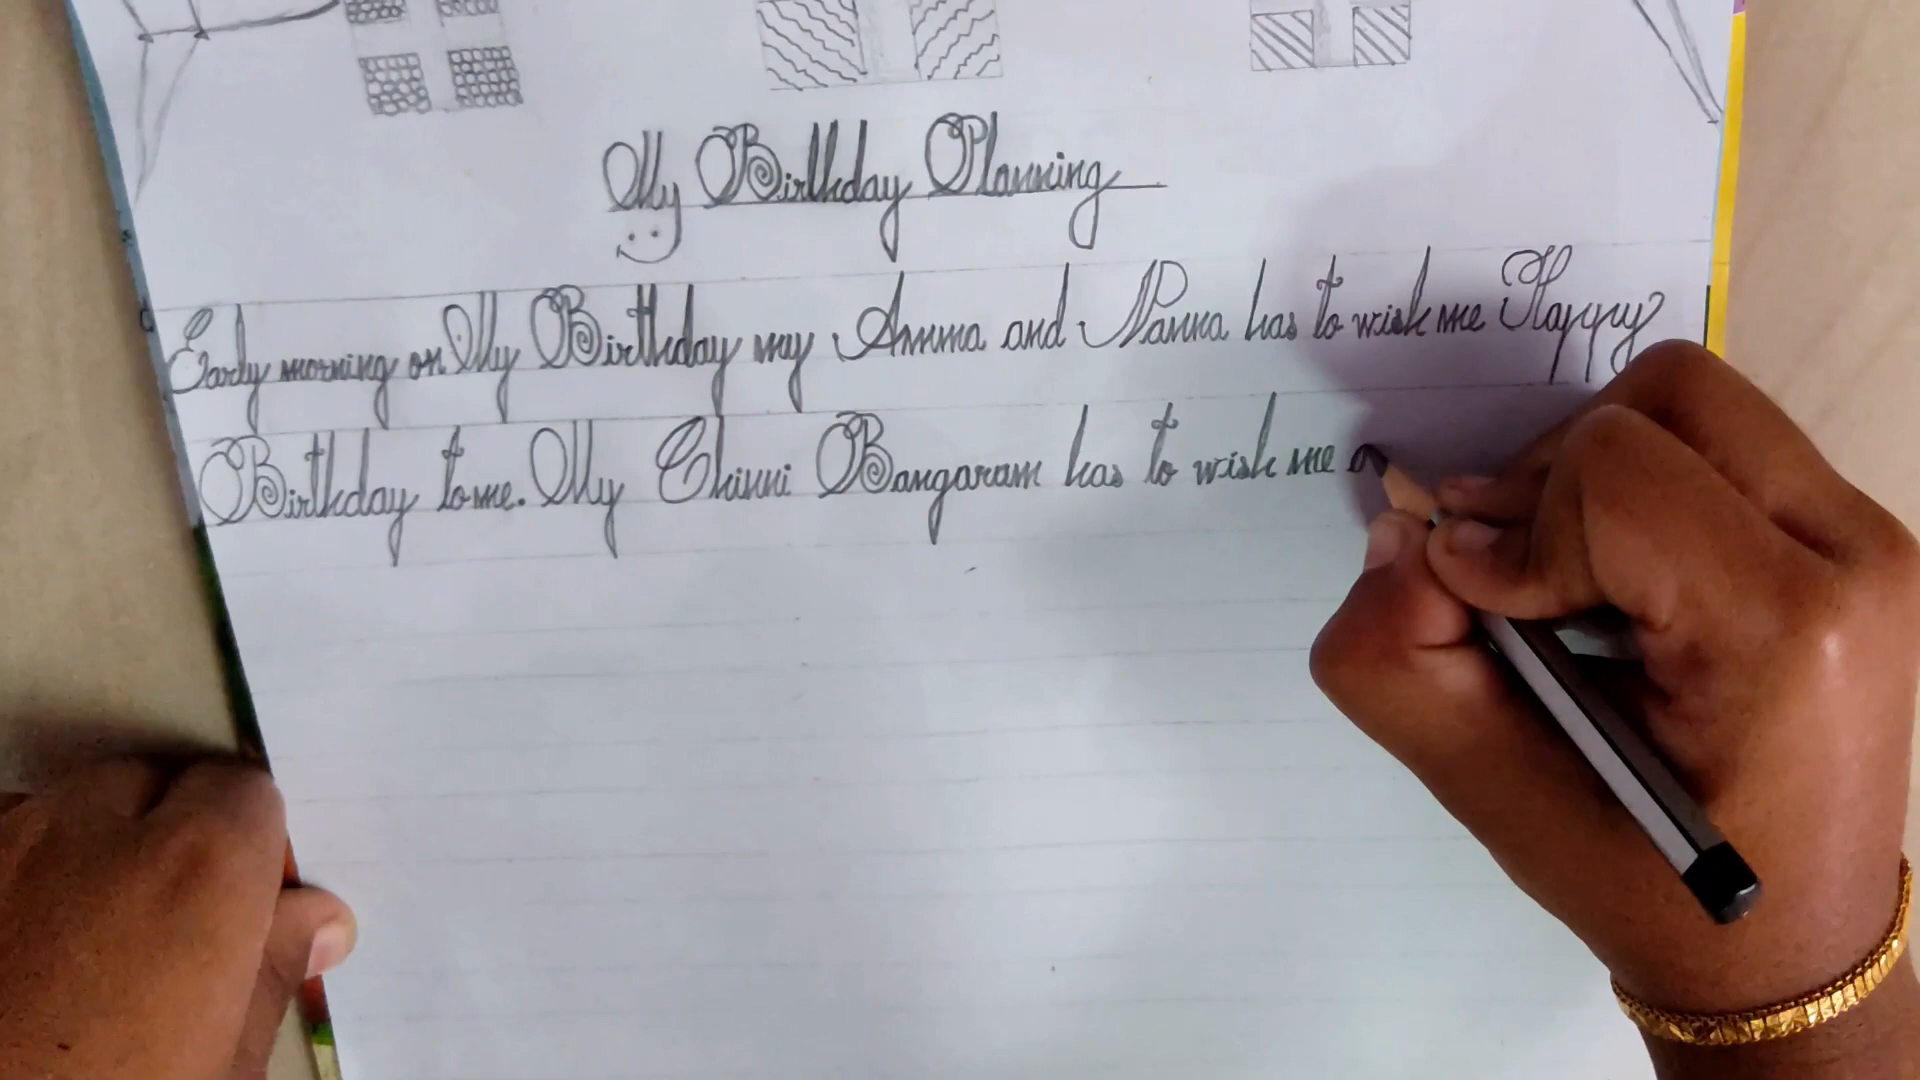 My Birthday Planning
Early morning on My Birthday my Amma and Nanna has to wish me Happy
Birthday to me. My Chinni Bangaram has to wish me a